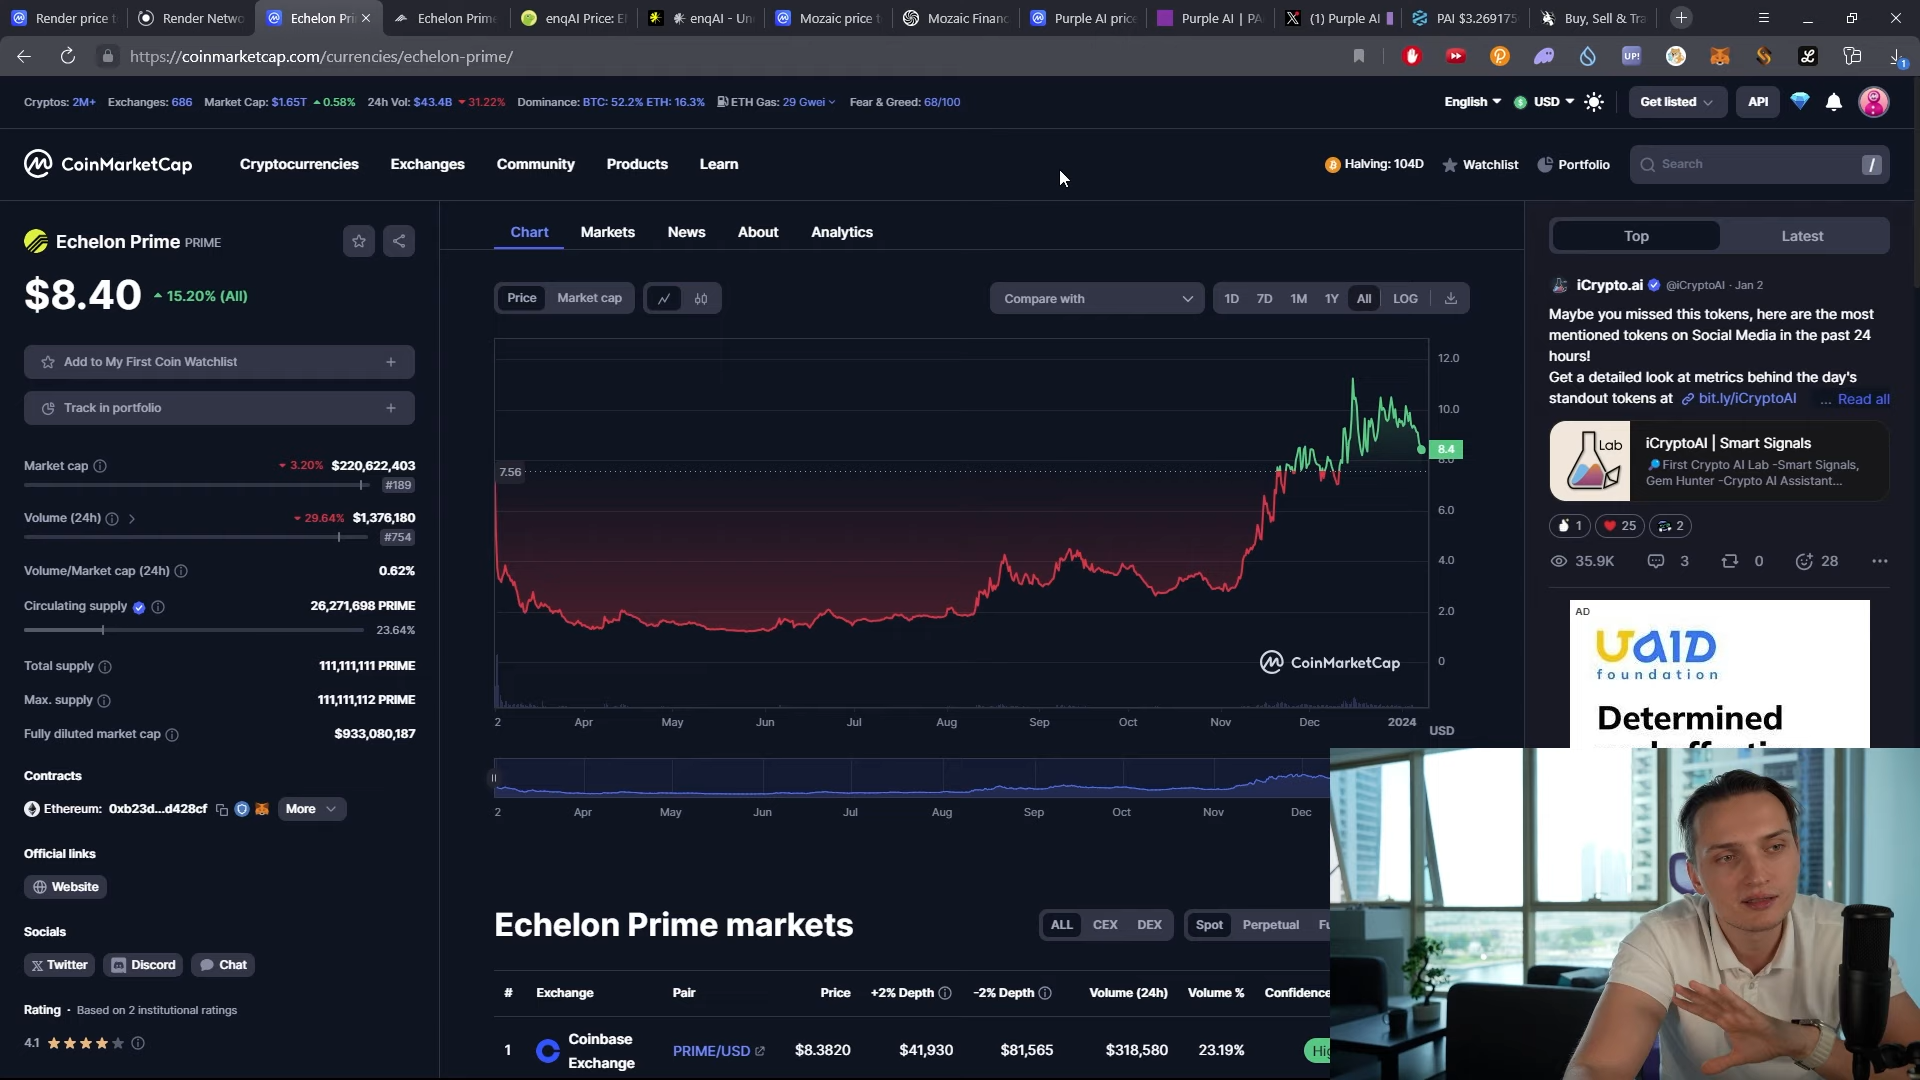 Render price t
Render Netwo
Echelon Pri
Echelon Prime
enqAI Price: E
enqAI - Un
Mozaic price t
Mozaic Financ
Purple AI price
Purple AI | PA
(1) Purple AI
PAI $3.269175
Buy, Sell & Tra
https://coinmarketcap.com/currencies/echelon-prime/
UP!
1
Cryptos: 2M+ Exchanges: 686 Market Cap: $1.65T 0.58% 24h Vol: $43.4B 31.22% Dominance: BTC: 52.2% ETH: 16.3% ETH Gas: 29 Gwei Fear & Greed: 68/100
English USD Get listed API
CoinMarketCap
Cryptocurrencies Exchanges Community Products Learn
Halving: 104D Watchlist Portfolio Search /
Echelon Prime PRIME
$8.40 15.20% (All)
Add to My First Coin Watchlist +
Track in portfolio +
Market cap 3.20% $220,622,403
#189
Volume (24h) 29.64% $1,376,180
#754
Volume/Market cap (24h) 0.62%
Circulating supply 26,271,698 PRIME
23.64%
Total supply 111,111,111 PRIME
Max. supply 111,111,112 PRIME
Fully diluted market cap $933,080,187
Contracts
Ethereum: 0xb23d...d428cf More
Official links
Website
Socials
Twitter Discord Chat
Rating · Based on 2 institutional ratings
4.1
Chart Markets News About Analytics
Price Market cap
Compare with 1D 7D 1M 1Y All LOG
12.0
10.0
8.4
8.0
7.56
6.0
4.0
2.0
0
CoinMarketCap
2 Apr May Jun Jul Aug Sep Oct Nov Dec 2024
USD
2 Apr May Jun Jul Aug Sep Oct Nov Dec
Echelon Prime markets
ALL CEX DEX Spot Perpetual Fu
# Exchange Pair Price +2% Depth -2% Depth Volume (24h) Volume % Confidence
1 Coinbase Exchange PRIME/USD $8.3820 $41,930 $81,565 $318,580 23.19% Hig
Top Latest
iCrypto.ai @iCryptoAI · Jan 2
Maybe you missed this tokens, here are the most
mentioned tokens on Social Media in the past 24
hours!
Get a detailed look at metrics behind the day's
standout tokens at bit.ly/iCryptoAI ... Read all
Lab
iCryptoAI | Smart Signals
First Crypto AI Lab -Smart Signals,
Gem Hunter -Crypto AI Assistant...
1 25 2
35.9K 3 0 28
AD
UAID
foundation
Determined